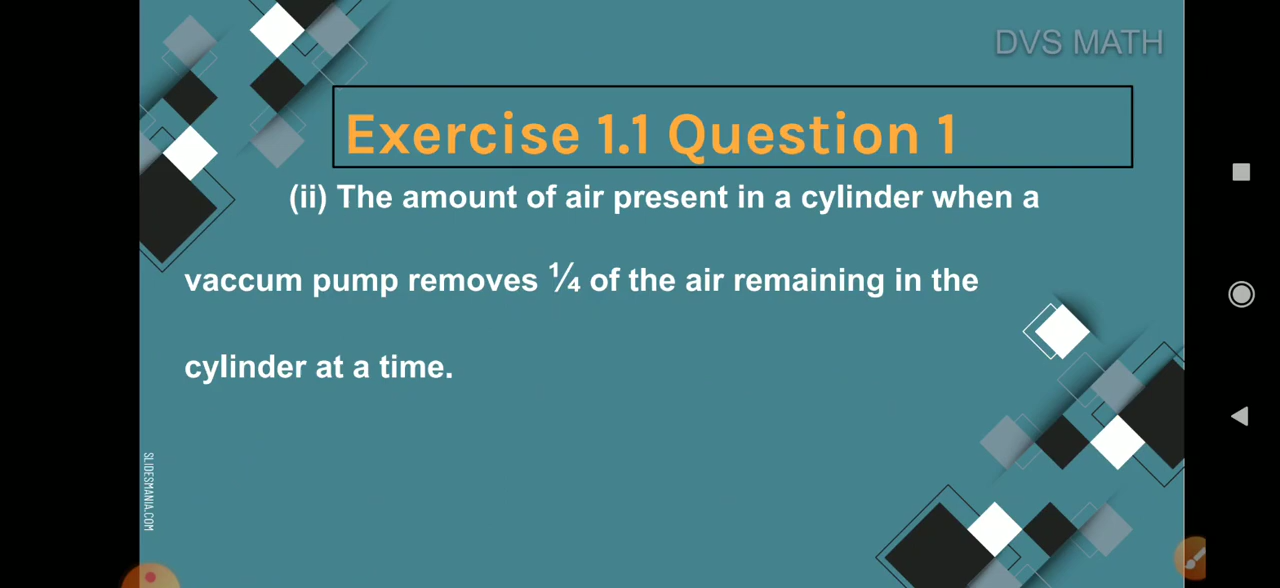 DVS MATH
Exercise 1.1 Question 1
(ii) The amount of air present in a cylinder when a
vaccum pump removes ¼ of the air remaining in the
cylinder at a time.
SLIDESMANIA.COM